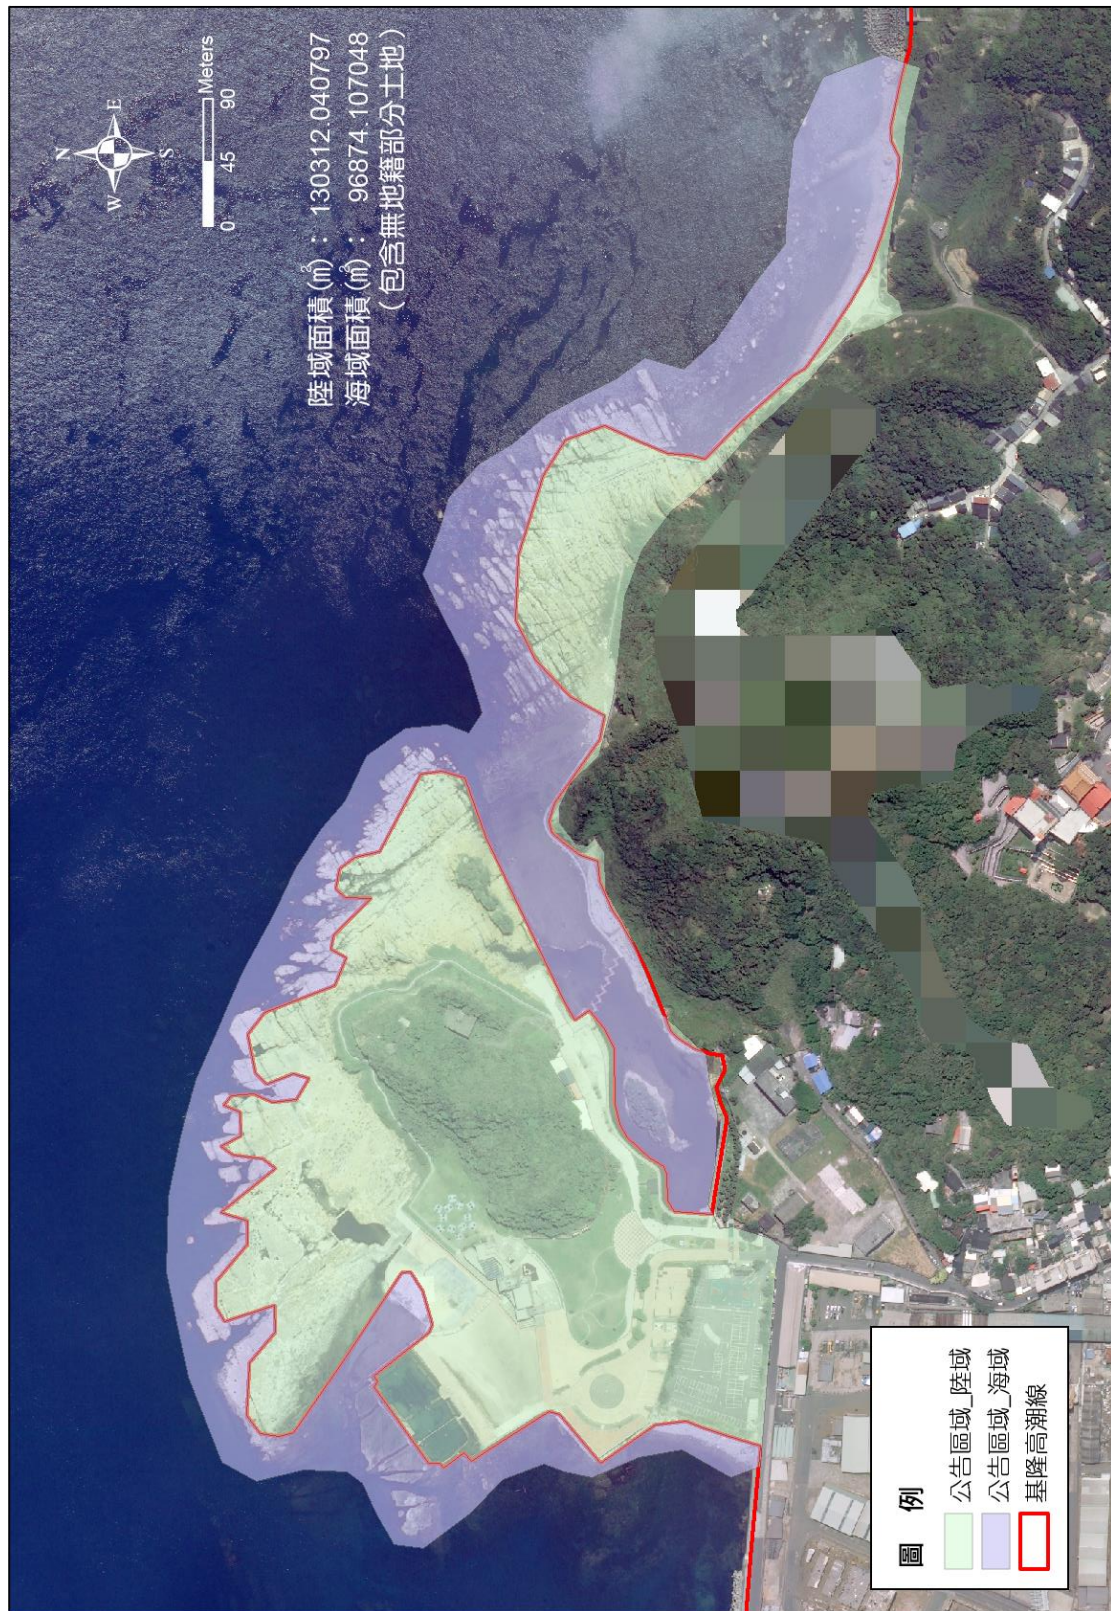 N
W
E
S
0 45 90 Meters
陸域面積(㎡)：130312.040797
海域面積(㎡)： 96874.107048
(包含無地籍部分土地)
圖 例
公告區域_陸域
公告區域_海域
基隆高潮線